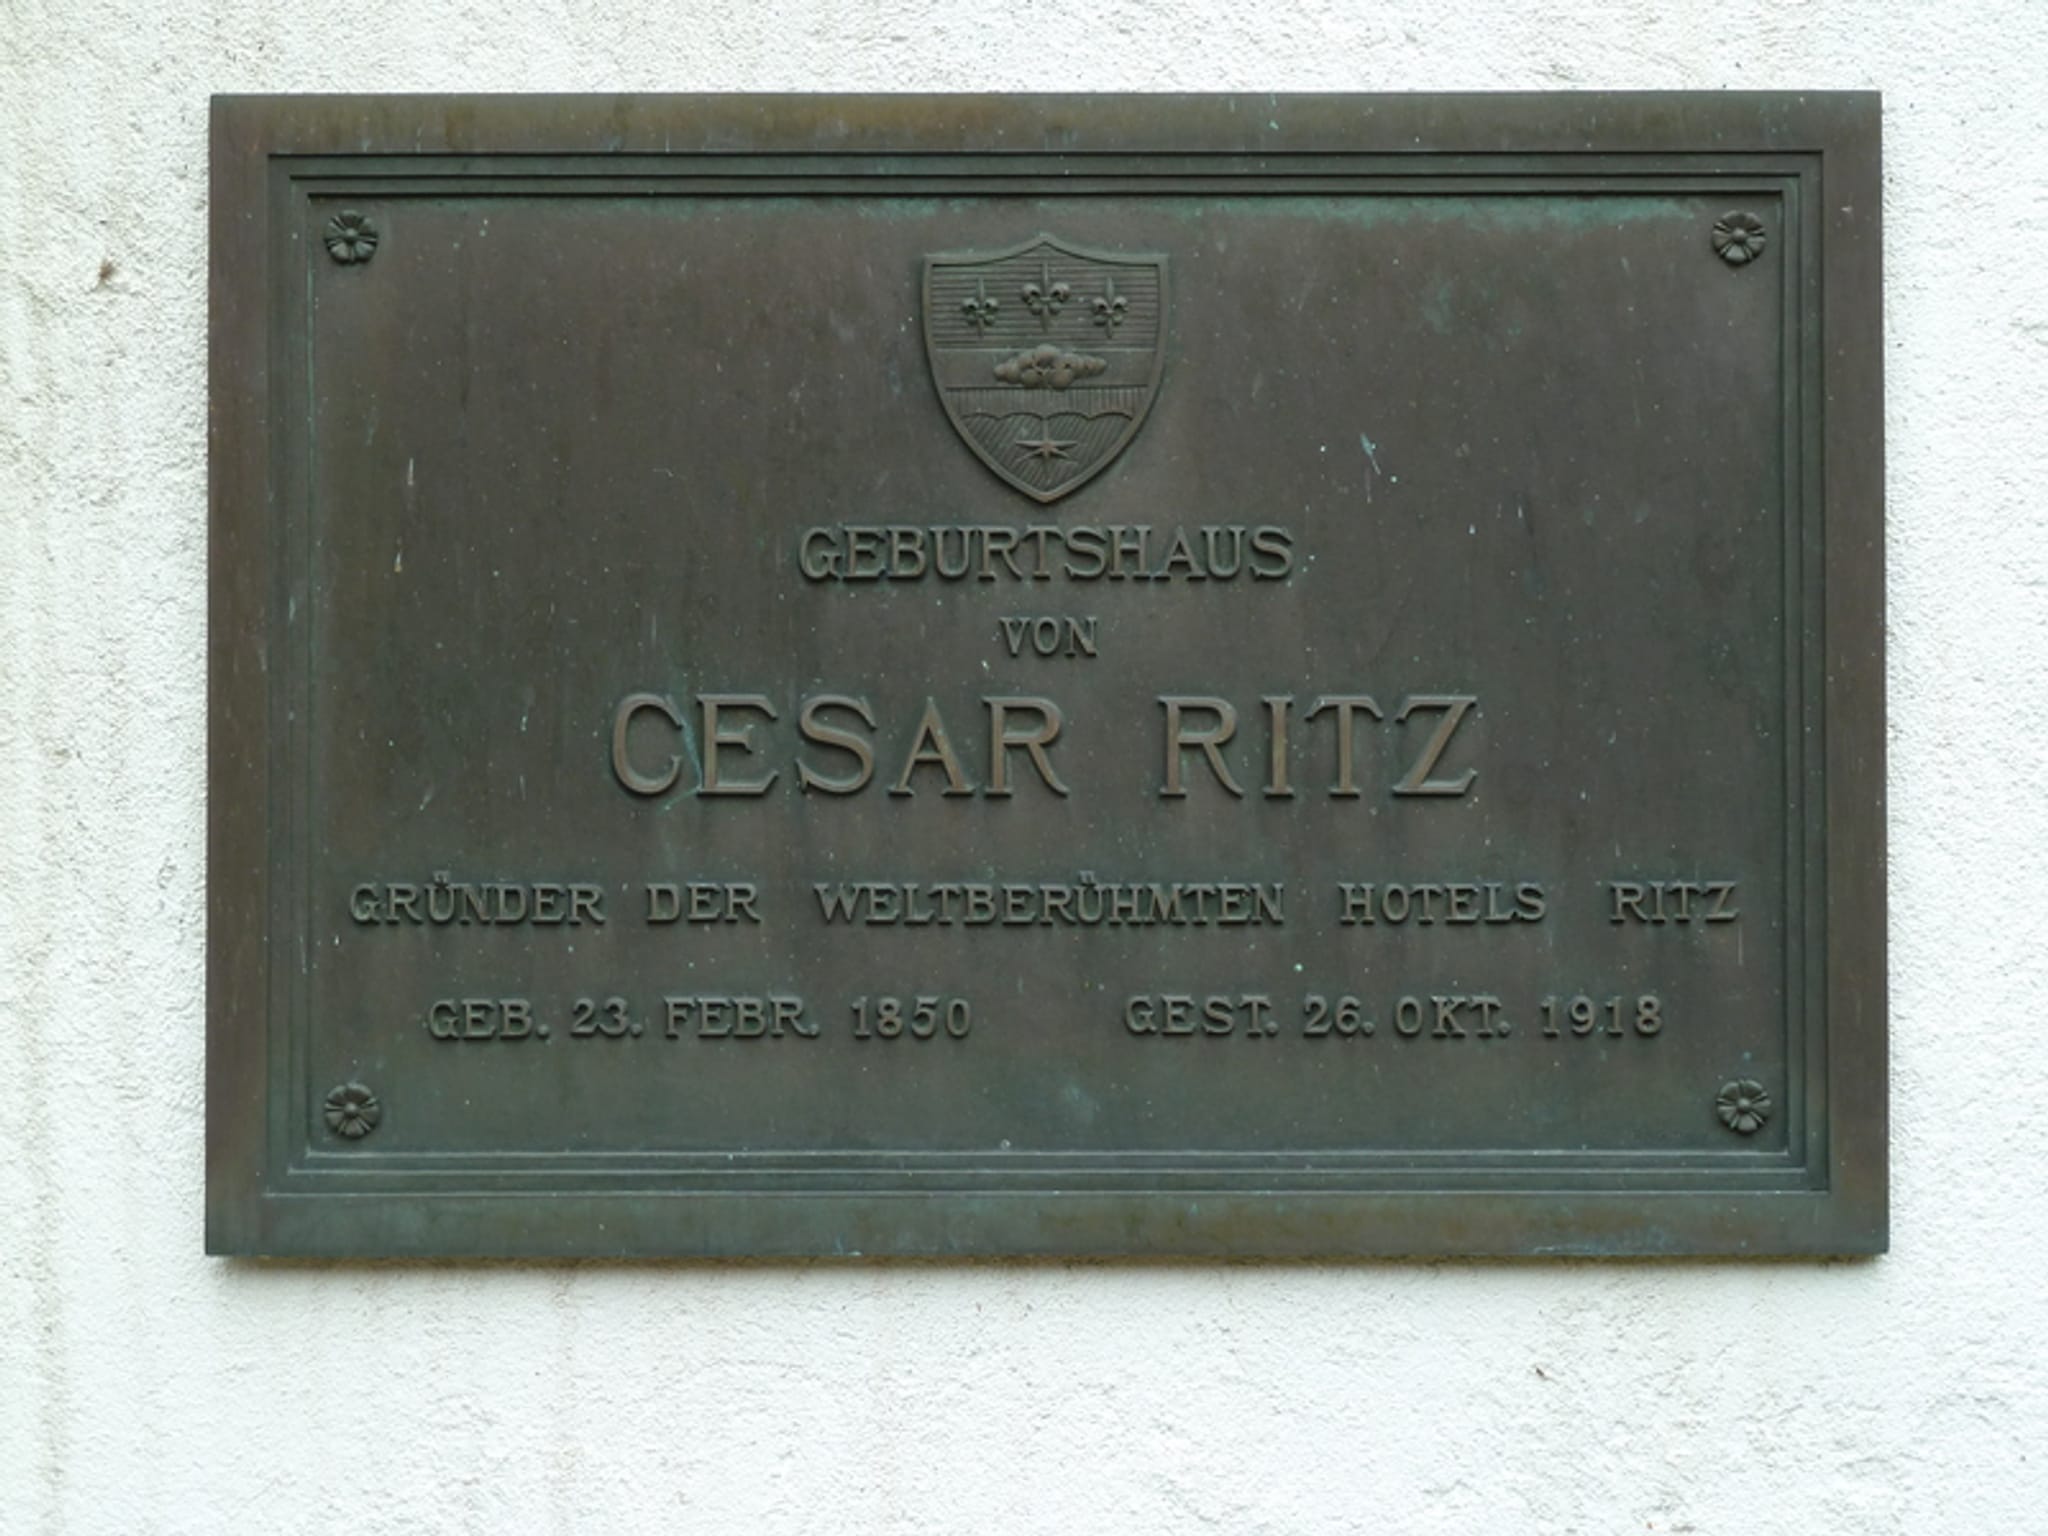 GEBURTSHAUS
VON
CESAR RITZ
GRÜNDER DER WELTBERÜHMTEN HOTELS RITZ
GEB. 23. FEBR. 1850 GEST. 26. OKT. 1918